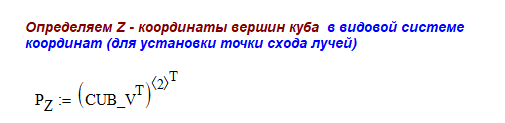 Определяем Z - координаты вершин куба в видовой системе
координат (для установки точки схода лучей)
P_Z := (CUB_V^T)^⟨2⟩^T